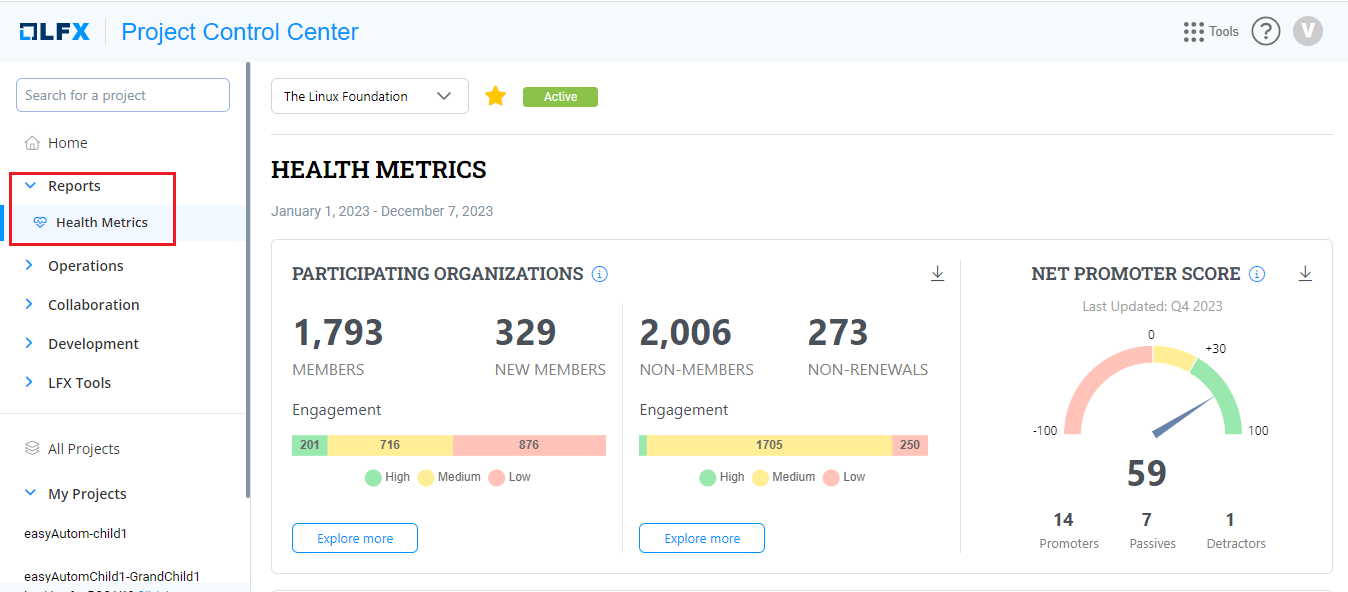 LFX Project Control Center
Tools ? V
Search for a project
Home
Reports
Health Metrics
Operations
Collaboration
Development
LFX Tools
All Projects
My Projects
easyAutom-child1
easyAutomChild1-GrandChild1
The Linux Foundation Active
HEALTH METRICS
January 1, 2023 - December 7, 2023
PARTICIPATING ORGANIZATIONS
1,793 329
MEMBERS NEW MEMBERS
Engagement
201 716 876
High Medium Low
Explore more
2,006 273
NON-MEMBERS NON-RENEWALS
Engagement
1705 250
High Medium Low
Explore more
NET PROMOTER SCORE
Last Updated: Q4 2023
0
+30
-100 100
59
14 7 1
Promoters Passives Detractors